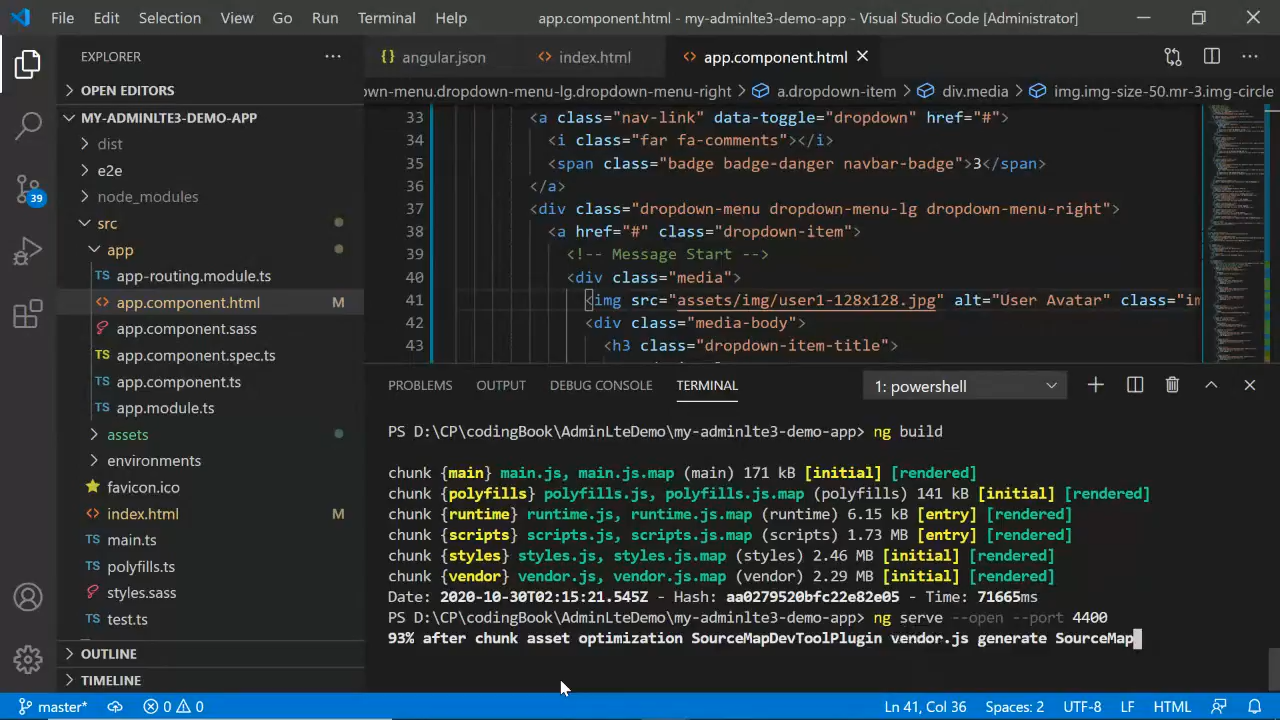 File Edit Selection View Go Run Terminal Help app.component.html - my-adminlte3-demo-app - Visual Studio Code [Administrator]
EXPLORER
OPEN EDITORS
MY-ADMINLTE3-DEMO-APP
dist
e2e
node_modules
src
app
app-routing.module.ts
app.component.html M
app.component.sass
app.component.spec.ts
app.component.ts
app.module.ts
assets
environments
favicon.ico
index.html M
main.ts
polyfills.ts
styles.sass
test.ts
OUTLINE
TIMELINE
39
angular.json index.html app.component.html
own-menu.dropdown-menu-lg.dropdown-menu-right > a.dropdown-item > div.media > img.img-size-50.mr-3.img-circle
33 <a class="nav-link" data-toggle="dropdown" href="#">
34 <i class="far fa-comments"></i>
35 <span class="badge badge-danger navbar-badge">3</span>
36 </a>
37 <div class="dropdown-menu dropdown-menu-lg dropdown-menu-right">
38 <a href="#" class="dropdown-item">
39 <!-- Message Start -->
40 <div class="media">
41 <img src="assets/img/user1-128x128.jpg" alt="User Avatar" class="im
42 <div class="media-body">
43 <h3 class="dropdown-item-title">
PROBLEMS OUTPUT DEBUG CONSOLE TERMINAL 1: powershell
PS D:\CP\codingBook\AdminLteDemo\my-adminlte3-demo-app> ng build
chunk {main} main.js, main.js.map (main) 171 kB [initial] [rendered]
chunk {polyfills} polyfills.js, polyfills.js.map (polyfills) 141 kB [initial] [rendered]
chunk {runtime} runtime.js, runtime.js.map (runtime) 6.15 kB [entry] [rendered]
chunk {scripts} scripts.js, scripts.js.map (scripts) 1.73 MB [entry] [rendered]
chunk {styles} styles.js, styles.js.map (styles) 2.46 MB [initial] [rendered]
chunk {vendor} vendor.js, vendor.js.map (vendor) 2.29 MB [initial] [rendered]
Date: 2020-10-30T02:15:21.545Z - Hash: aa0279520bfc22e82e05 - Time: 71665ms
PS D:\CP\codingBook\AdminLteDemo\my-adminlte3-demo-app> ng serve --open --port 4400
93% after chunk asset optimization SourceMapDevToolPlugin vendor.js generate SourceMap
master* 0 0 Ln 41, Col 36 Spaces: 2 UTF-8 LF HTML